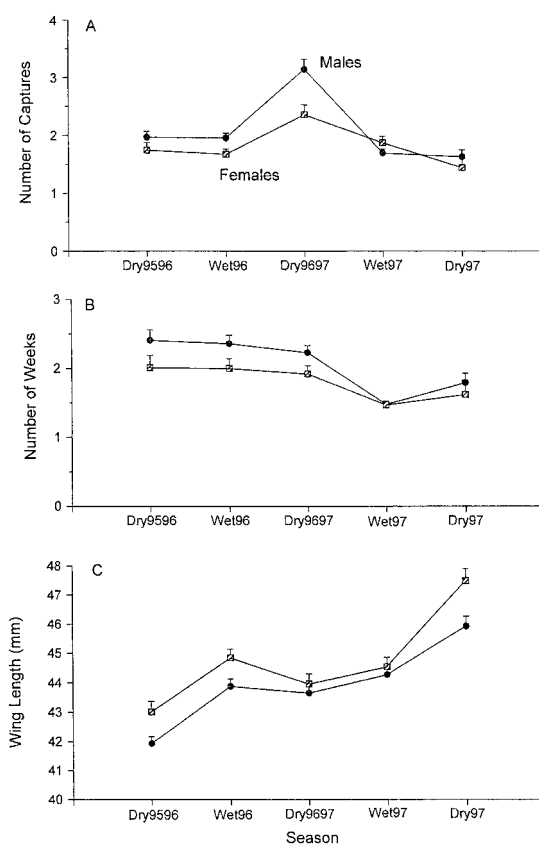 A
4
3
2
1
0
Number of Captures
Males
Females
Dry9596 Wet96 Dry9697 Wet97 Dry97
B
3
2
1
0
Number of Weeks
Dry9596 Wet96 Dry9697 Wet97 Dry97
C
48
47
46
45
44
43
42
41
40
Wing Length (mm)
Dry9596 Wet96 Dry9697 Wet97 Dry97
Season